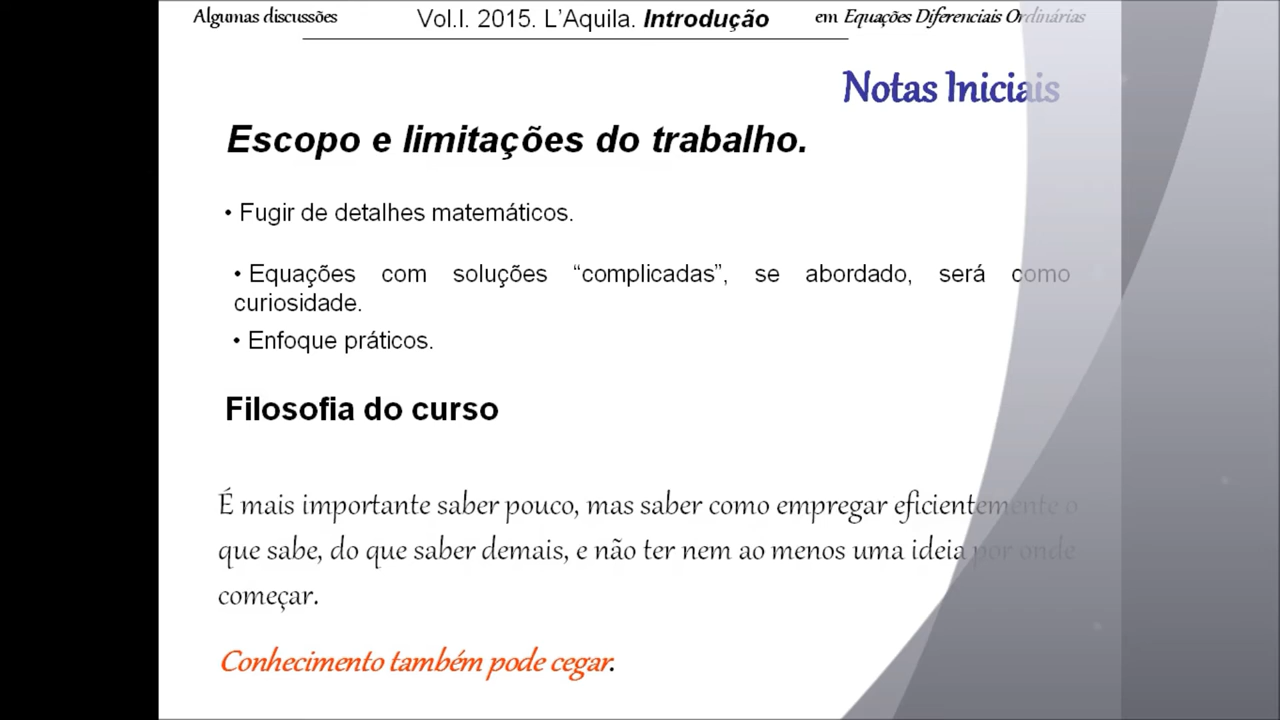 Algumas discussões Vol.I. 2015. L’Aquila. Introdução em Equações Diferenciais Ordinárias
Notas Iniciais
Escopo e limitações do trabalho.
• Fugir de detalhes matemáticos.
• Equações com soluções “complicadas”, se abordado, será como
curiosidade.
• Enfoque práticos.
Filosofia do curso
É mais importante saber pouco, mas saber como empregar eficientemente o
que sabe, do que saber demais, e não ter nem ao menos uma ideia por onde
começar.
Conhecimento também pode cegar.